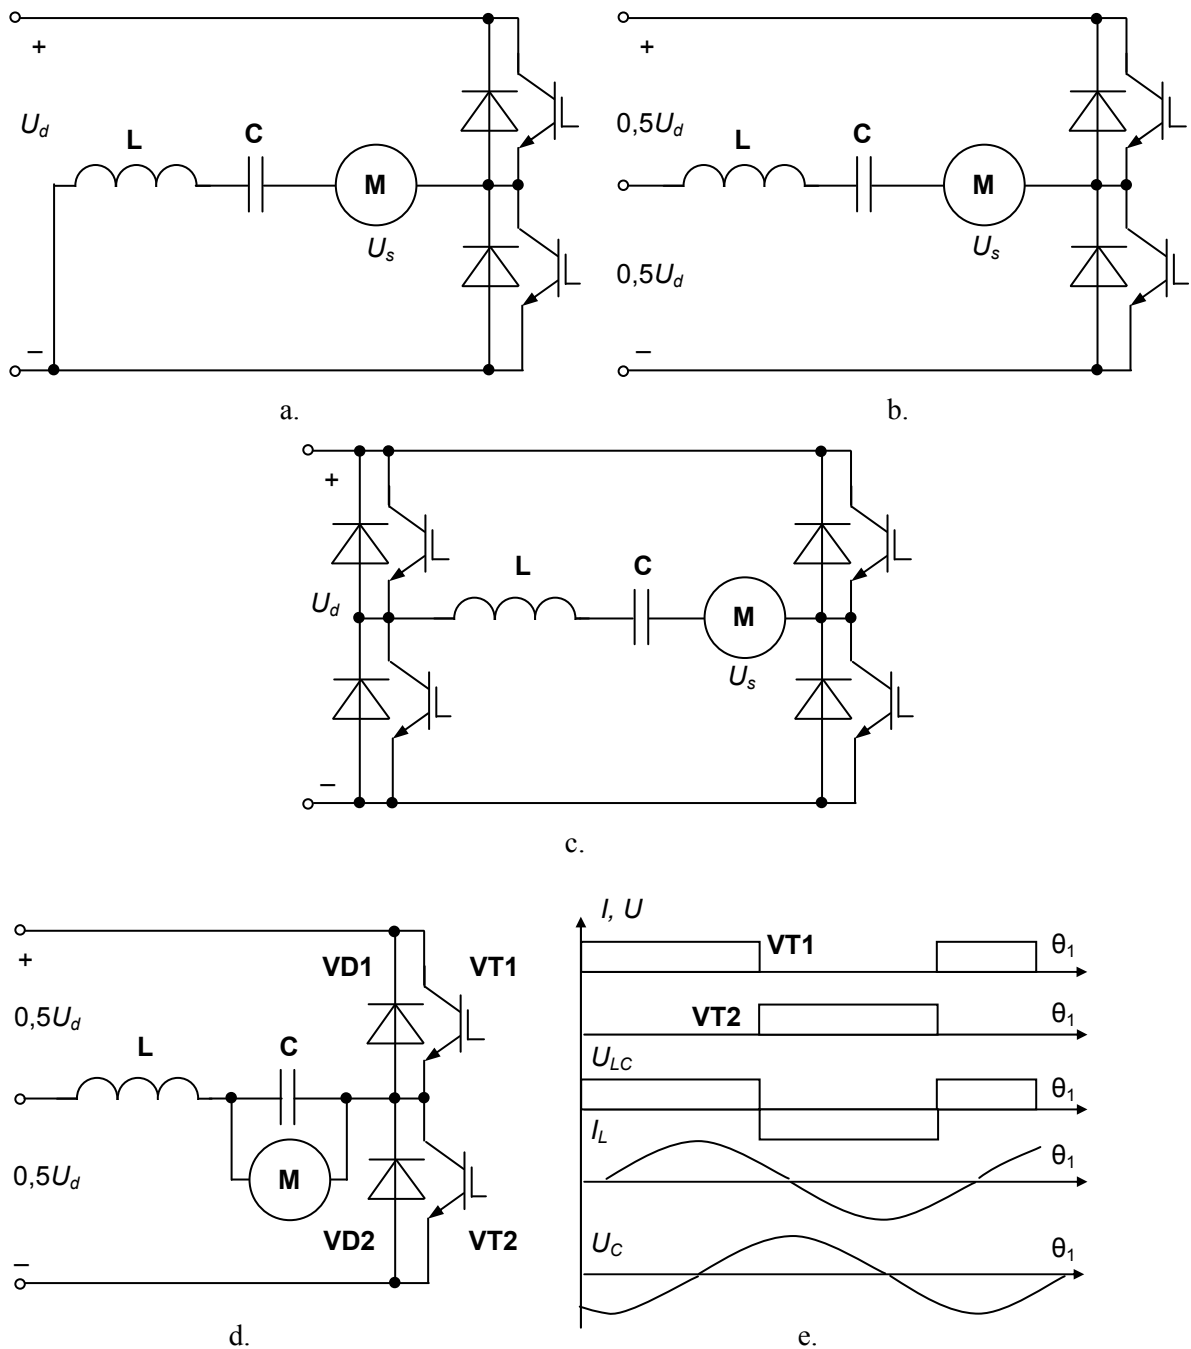 +
+
U_d
L
C
M
U_s
–
a.
0,5U_d
L
C
M
U_s
0,5U_d
–
b.
+
U_d
L
C
M
U_s
–
c.
+
VD1
VT1
0,5U_d
L
C
0,5U_d
M
VD2
VT2
–
d.
I, U
VT1
θ₁
VT2
θ₁
U_LC
θ₁
I_L
θ₁
U_C
θ₁
e.